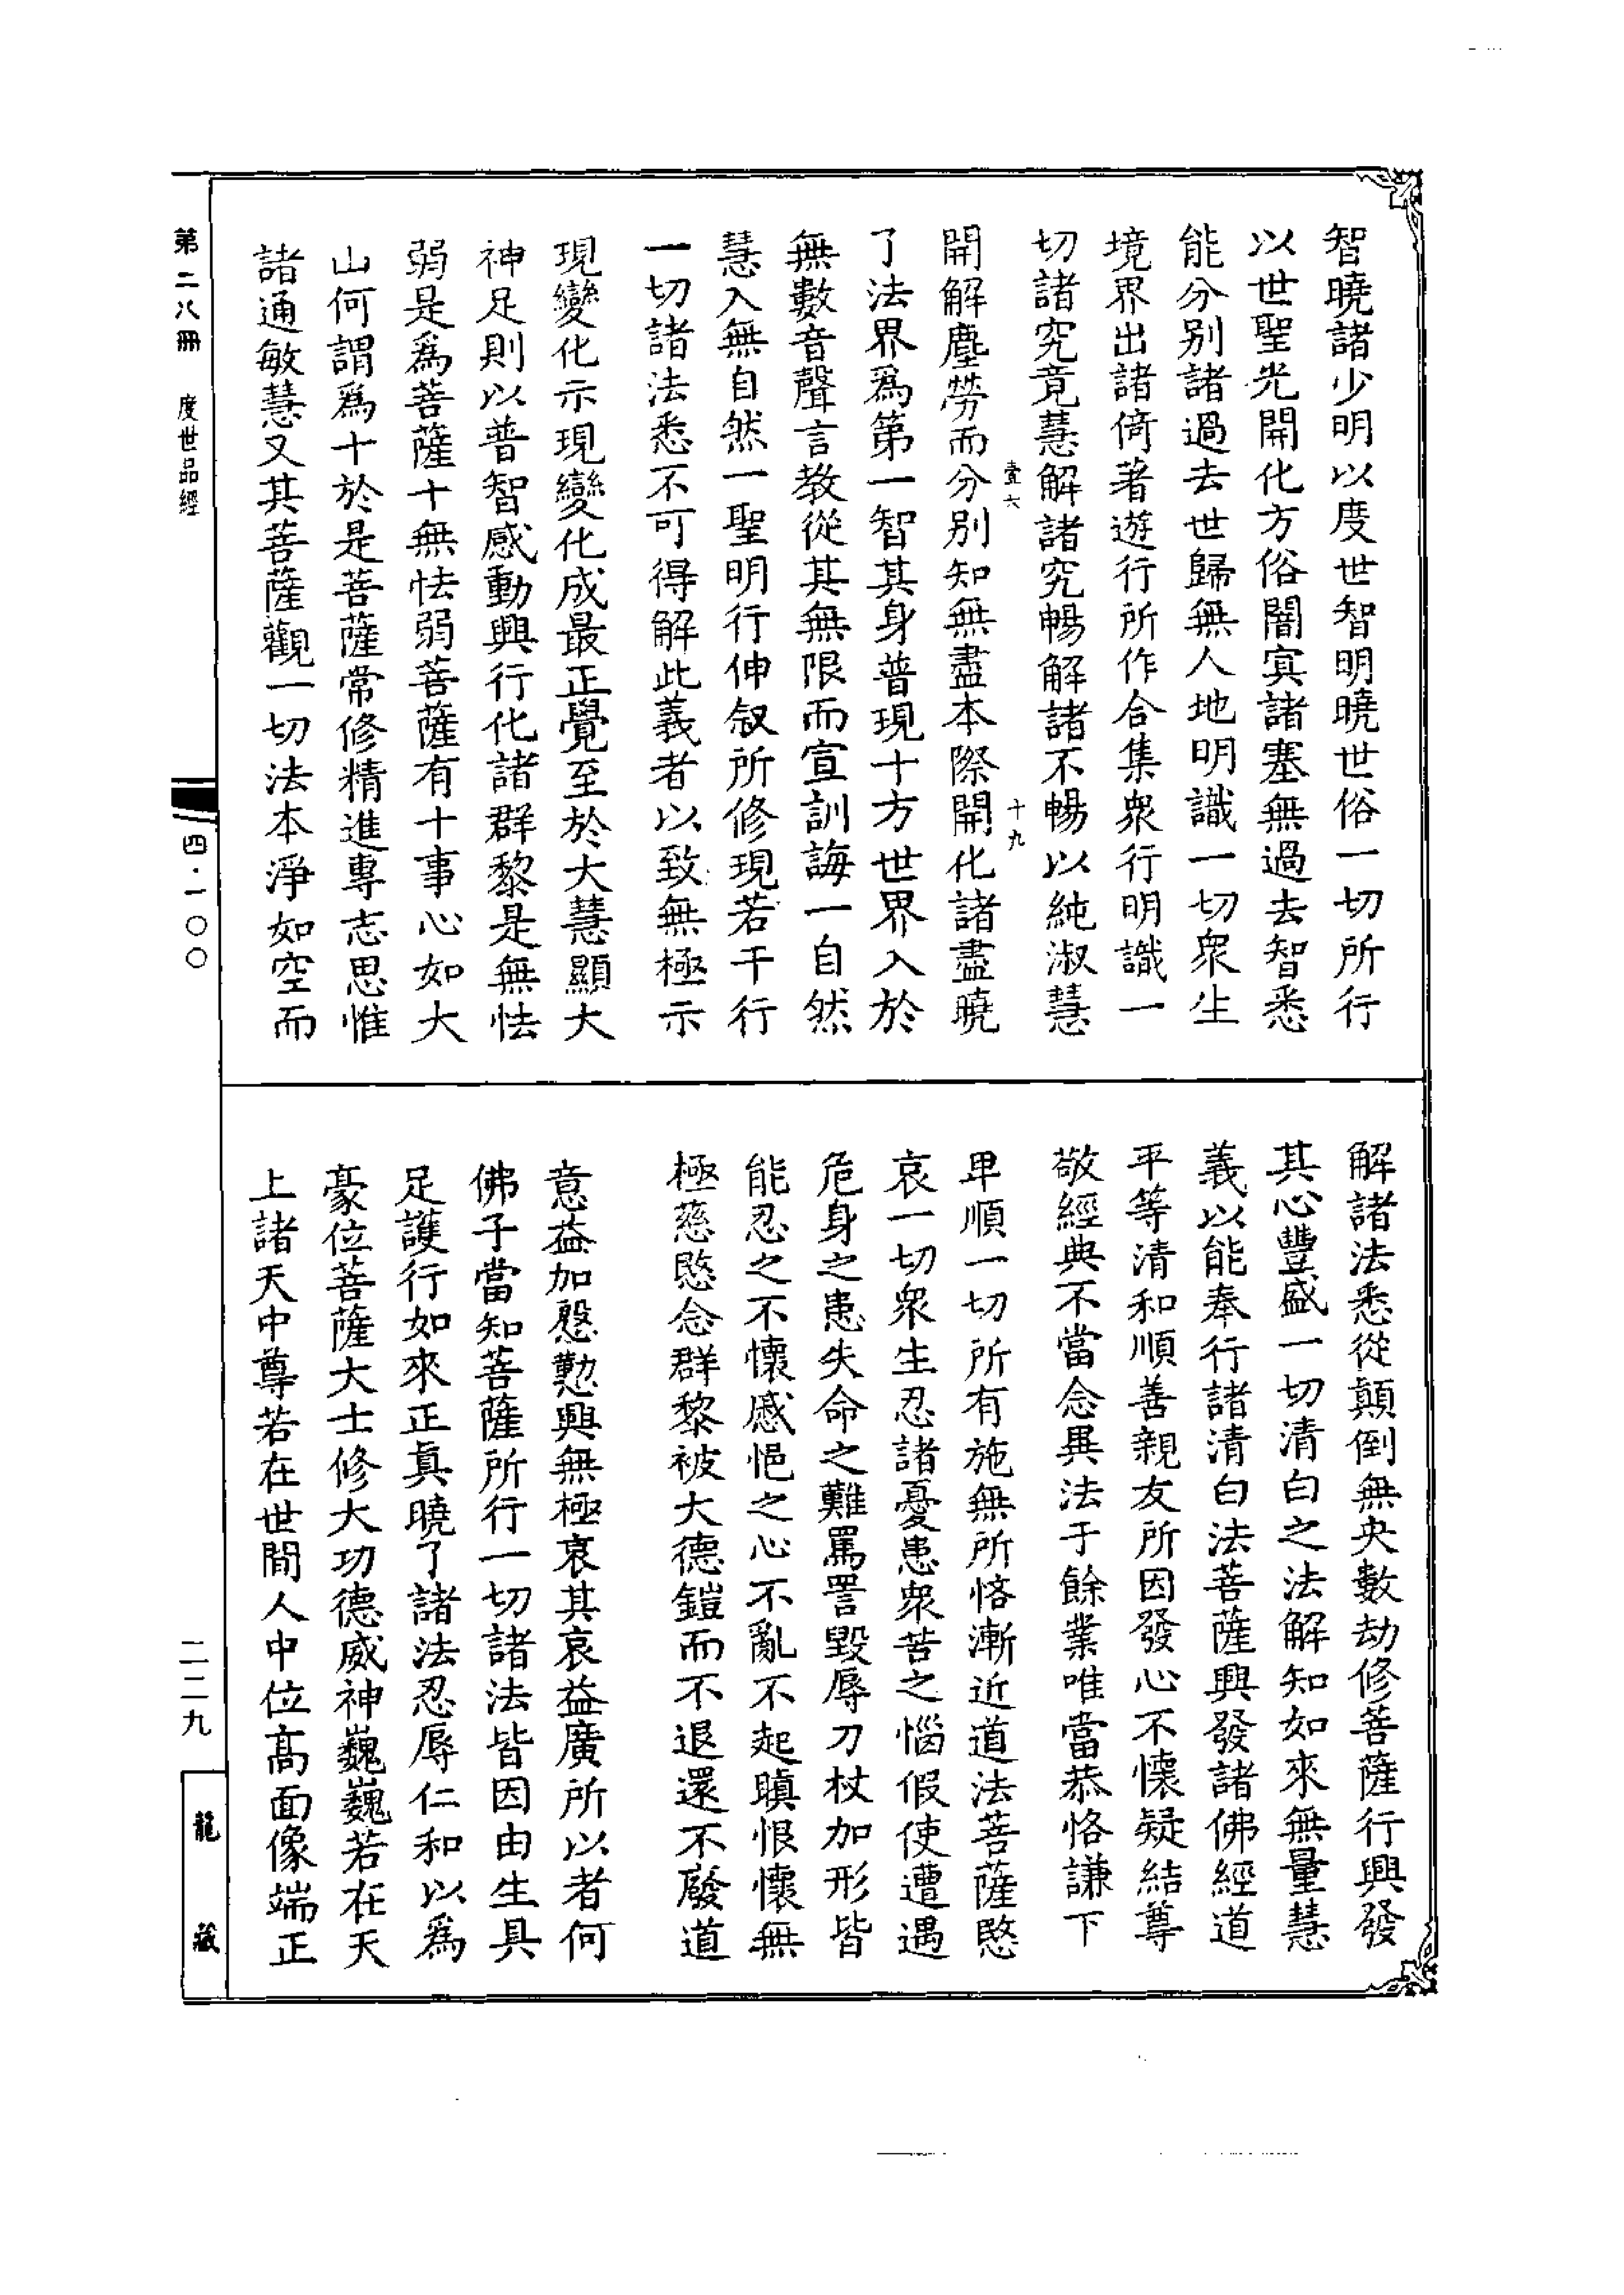 智曉諸少明以度世智明曉世俗一切所行
以世聖光開化方俗闇冥諸塞無過去智悉
能分别諸過去世歸無人地明識一切衆生
境界出諸倚著遊行所作合集衆行明識一
切諸究竟慧解諸究暢解諸不暢以純淑慧
壹六 十九
開解塵勞而分别知無盡本際開化諸盡曉
了法界爲第一智其身普現十方世界入於
無數音聲言教從其無限而宣訓誨一自然
慧入無自然一聖明行伸叙所修現若干行
一切諸法悉不可得解此義者以致無極示
現變化示現變化成最正覺至於大慧顯大
神足則以普智感動興行化諸群黎是無怯
弱是爲菩薩十無怯弱菩薩有十事心如大
山何謂爲十於是菩薩常修精進專志思惟
諸通敏慧又其菩薩觀一切法本淨如空而
解諸法悉從顛倒無央數劫修菩薩行興發
其心豐盛一切清白之法解知如來無量慧
義以能奉行諸清白法菩薩興發諸佛經道
平等清和順善親友所因發心不懷疑結尊
敬經典不當念異法于餘業唯當恭恪謙下
卑順一切所有施無所悋漸近道法菩薩愍
哀一切衆生忍諸憂患衆苦之惱假使遭遇
危身之患失命之難罵詈毀辱刀杖加形皆
能忍之不懷慼悒之心不亂不起瞋恨懷無
極慈愍念群黎被大德鎧而不退還不廢道
意益加慇懃興無極哀其哀益廣所以者何
佛子當知菩薩所行一切諸法皆因由生具
足護行如來正真曉了諸法忍辱仁和以爲
豪位菩薩大士修大功德威神巍巍若在天
上諸天中尊若在世間人中位高面像端正
第二八冊 度世品經
四·一〇〇
二二九
龍藏